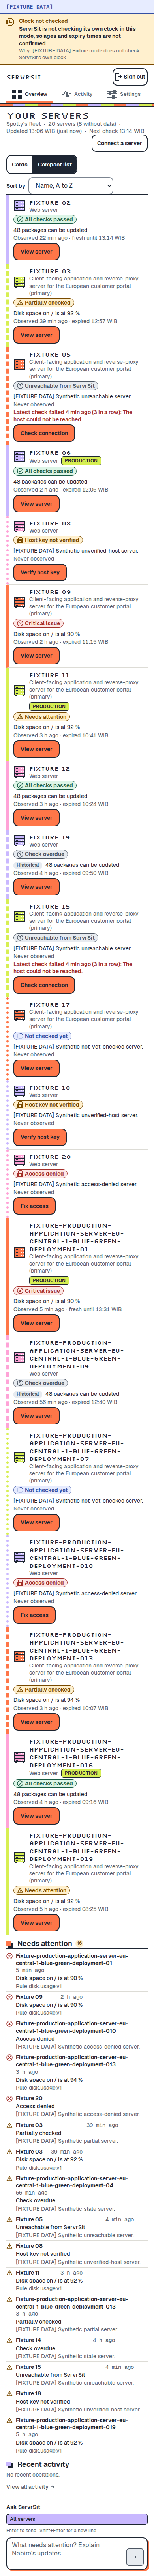 [FIXTURE DATA]
Clock not checked
ServrSit is not checking its own clock in this
mode, so ages and expiry times are not
confirmed.
Why: [FIXTURE DATA] Fixture mode does not check
ServrSit's own clock.
SERVRSIT
Sign out
Overview
Activity
Settings
YOUR SERVERS
Spotty's fleet · 20 servers (6 without data) ·
Updated 13:06 WIB (just now) · Next check 13:14 WIB
Connect a server
Cards
Compact list
Sort by
Name, A to Z
FIXTURE 02
Web server
All checks passed
48 packages can be updated
Observed 22 min ago · fresh until 13:14 WIB
View server
FIXTURE 03
Client-facing application and reverse-proxy
server for the European customer portal
(primary)
Partially checked
Disk space on / is at 92 %
Observed 39 min ago · expired 12:57 WIB
View server
FIXTURE 05
Client-facing application and reverse-proxy
server for the European customer portal
(primary)
Unreachable from ServrSit
[FIXTURE DATA] Synthetic unreachable server.
Never observed
Latest check failed 4 min ago (3 in a row): The
host could not be reached.
Check connection
FIXTURE 06
Web server PRODUCTION
All checks passed
48 packages can be updated
Observed 2 h ago · expired 12:06 WIB
View server
FIXTURE 08
Web server
Host key not verified
[FIXTURE DATA] Synthetic unverified-host server.
Never observed
Verify host key
FIXTURE 09
Client-facing application and reverse-proxy
server for the European customer portal
(primary)
Critical issue
Disk space on / is at 90 %
Observed 2 h ago · expired 11:15 WIB
View server
FIXTURE 11
Client-facing application and reverse-proxy
server for the European customer portal
(primary)
PRODUCTION
Needs attention
Disk space on / is at 92 %
Observed 3 h ago · expired 10:41 WIB
View server
FIXTURE 12
Web server
All checks passed
48 packages can be updated
Observed 3 h ago · expired 10:24 WIB
View server
FIXTURE 14
Web server
Check overdue
Historical 48 packages can be updated
Observed 4 h ago · expired 09:50 WIB
View server
FIXTURE 15
Client-facing application and reverse-proxy
server for the European customer portal
(primary)
Unreachable from ServrSit
[FIXTURE DATA] Synthetic unreachable server.
Never observed
Latest check failed 4 min ago (3 in a row): The
host could not be reached.
Check connection
FIXTURE 17
Client-facing application and reverse-proxy
server for the European customer portal
(primary)
Not checked yet
[FIXTURE DATA] Synthetic not-yet-checked server.
Never observed
View server
FIXTURE 18
Web server
Host key not verified
[FIXTURE DATA] Synthetic unverified-host server.
Never observed
Verify host key
FIXTURE 20
Web server
Access denied
[FIXTURE DATA] Synthetic access-denied server.
Never observed
Fix access
FIXTURE-PRODUCTION-
APPLICATION-SERVER-EU-
CENTRAL-1-BLUE-GREEN-
DEPLOYMENT-01
Client-facing application and reverse-proxy
server for the European customer portal
(primary)
PRODUCTION
Critical issue
Disk space on / is at 90 %
Observed 5 min ago · fresh until 13:31 WIB
View server
FIXTURE-PRODUCTION-
APPLICATION-SERVER-EU-
CENTRAL-1-BLUE-GREEN-
DEPLOYMENT-04
Web server
Check overdue
Historical 48 packages can be updated
Observed 56 min ago · expired 12:40 WIB
View server
FIXTURE-PRODUCTION-
APPLICATION-SERVER-EU-
CENTRAL-1-BLUE-GREEN-
DEPLOYMENT-07
Client-facing application and reverse-proxy
server for the European customer portal
(primary)
Not checked yet
[FIXTURE DATA] Synthetic not-yet-checked server.
Never observed
View server
FIXTURE-PRODUCTION-
APPLICATION-SERVER-EU-
CENTRAL-1-BLUE-GREEN-
DEPLOYMENT-010
Web server
Access denied
[FIXTURE DATA] Synthetic access-denied server.
Never observed
Fix access
FIXTURE-PRODUCTION-
APPLICATION-SERVER-EU-
CENTRAL-1-BLUE-GREEN-
DEPLOYMENT-013
Client-facing application and reverse-proxy
server for the European customer portal
(primary)
Partially checked
Disk space on / is at 94 %
Observed 3 h ago · expired 10:07 WIB
View server
FIXTURE-PRODUCTION-
APPLICATION-SERVER-EU-
CENTRAL-1-BLUE-GREEN-
DEPLOYMENT-016
Web server PRODUCTION
All checks passed
48 packages can be updated
Observed 4 h ago · expired 09:16 WIB
View server
FIXTURE-PRODUCTION-
APPLICATION-SERVER-EU-
CENTRAL-1-BLUE-GREEN-
DEPLOYMENT-019
Client-facing application and reverse-proxy
server for the European customer portal
(primary)
Needs attention
Disk space on / is at 92 %
Observed 5 h ago · expired 08:25 WIB
View server
Needs attention 16
Fixture-production-application-server-eu-
central-1-blue-green-deployment-01
5 min ago
Disk space on / is at 90 %
Rule disk.usage.v1
Fixture 09 2 h ago
Disk space on / is at 90 %
Rule disk.usage.v1
Fixture-production-application-server-eu-
central-1-blue-green-deployment-010
Access denied
[FIXTURE DATA] Synthetic access-denied server.
Fixture-production-application-server-eu-
central-1-blue-green-deployment-013
3 h ago
Disk space on / is at 94 %
Rule disk.usage.v1
Fixture 20
Access denied
[FIXTURE DATA] Synthetic access-denied server.
Fixture 03 39 min ago
Partially checked
[FIXTURE DATA] Synthetic partial server.
Fixture 03 39 min ago
Disk space on / is at 92 %
Rule disk.usage.v1
Fixture-production-application-server-eu-
central-1-blue-green-deployment-04
56 min ago
Check overdue
[FIXTURE DATA] Synthetic stale server.
Fixture 05 4 min ago
Unreachable from ServrSit
[FIXTURE DATA] Synthetic unreachable server.
Fixture 08
Host key not verified
[FIXTURE DATA] Synthetic unverified-host server.
Fixture 11 3 h ago
Disk space on / is at 92 %
Rule disk.usage.v1
Fixture-production-application-server-eu-
central-1-blue-green-deployment-013
3 h ago
Partially checked
[FIXTURE DATA] Synthetic partial server.
Fixture 14 4 h ago
Check overdue
[FIXTURE DATA] Synthetic stale server.
Fixture 15 4 min ago
Unreachable from ServrSit
[FIXTURE DATA] Synthetic unreachable server.
Fixture 18
Host key not verified
[FIXTURE DATA] Synthetic unverified-host server.
Fixture-production-application-server-eu-
central-1-blue-green-deployment-019
5 h ago
Disk space on / is at 92 %
Rule disk.usage.v1
Recent activity
No recent operations.
View all activity →
Ask ServrSit
All servers
Enter to send · Shift+Enter for a new line
What needs attention? Explain
Nabire's updates...